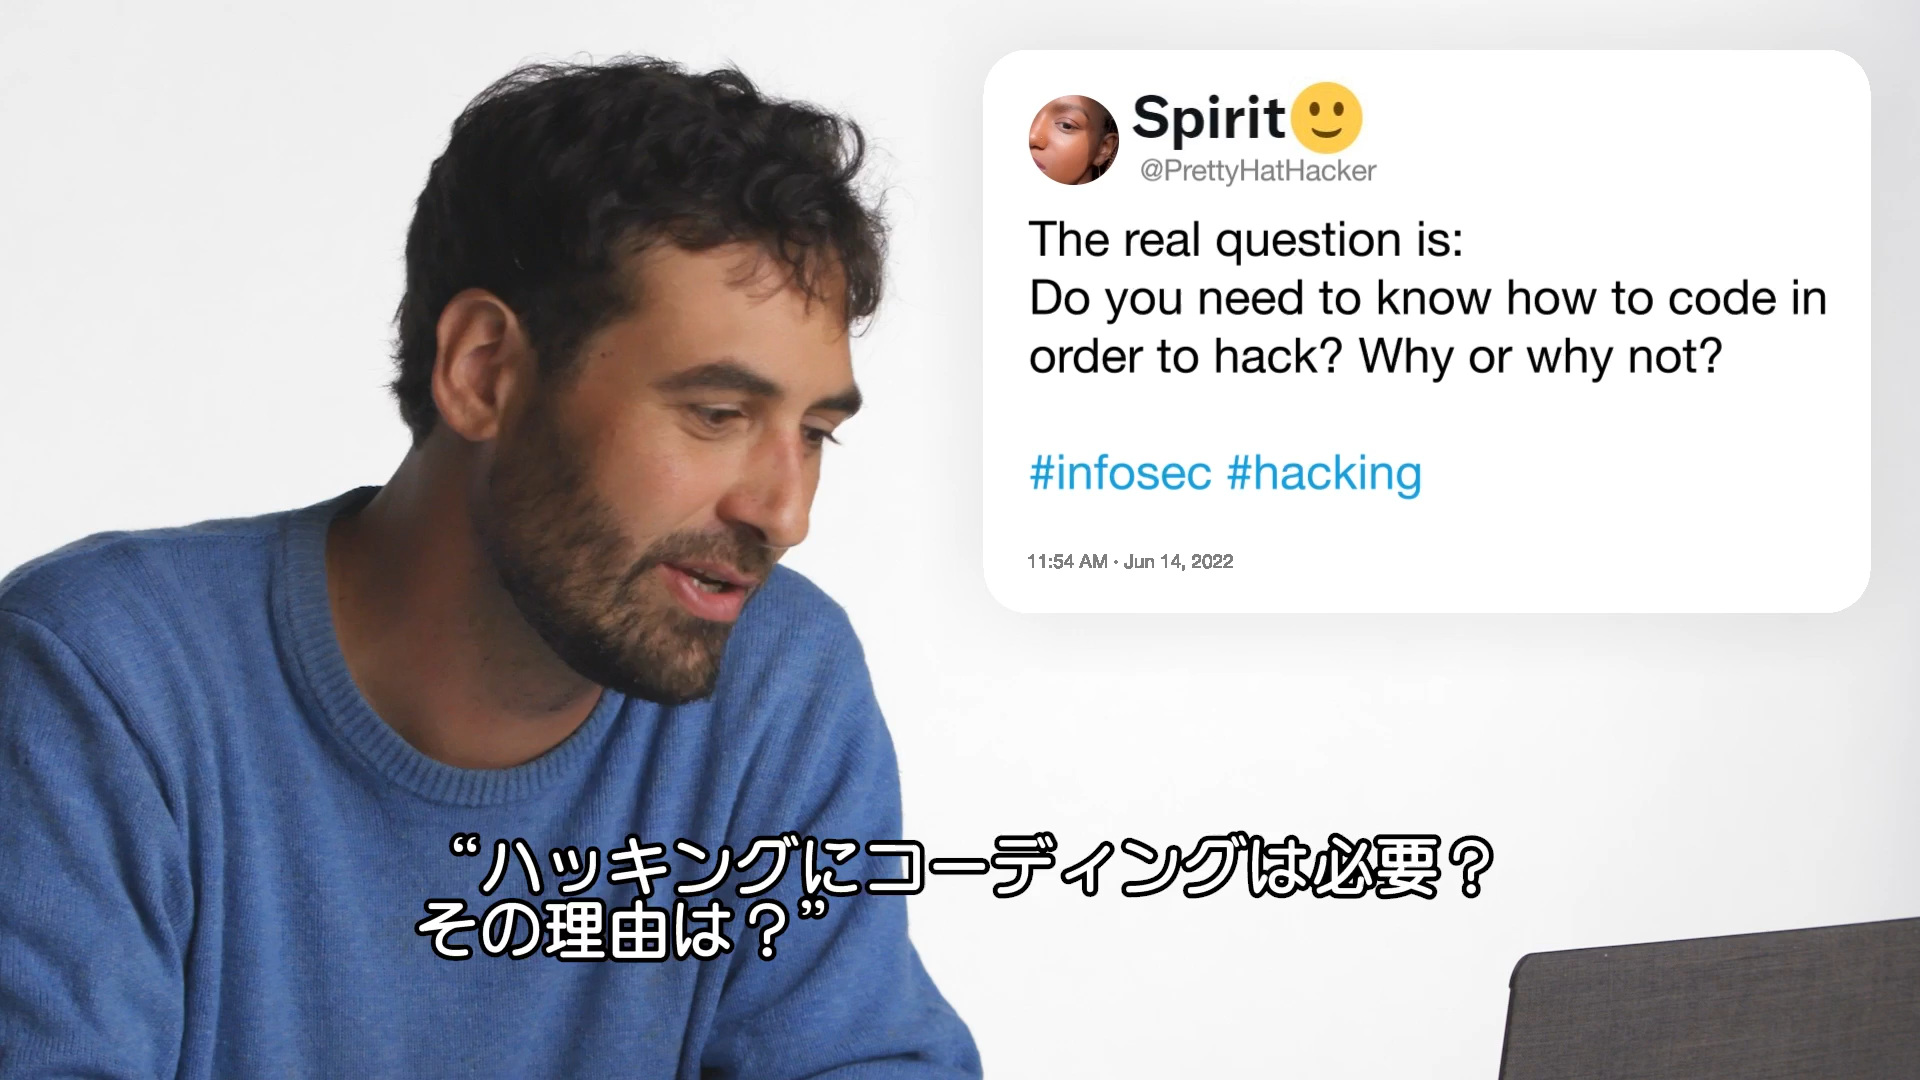 Spirit🙂
@PrettyHatHacker
The real question is:
Do you need to know how to code in
order to hack? Why or why not?
#infosec #hacking
11:54 AM · Jun 14, 2022
“ハッキングにコーディングは必要？
その理由は？”